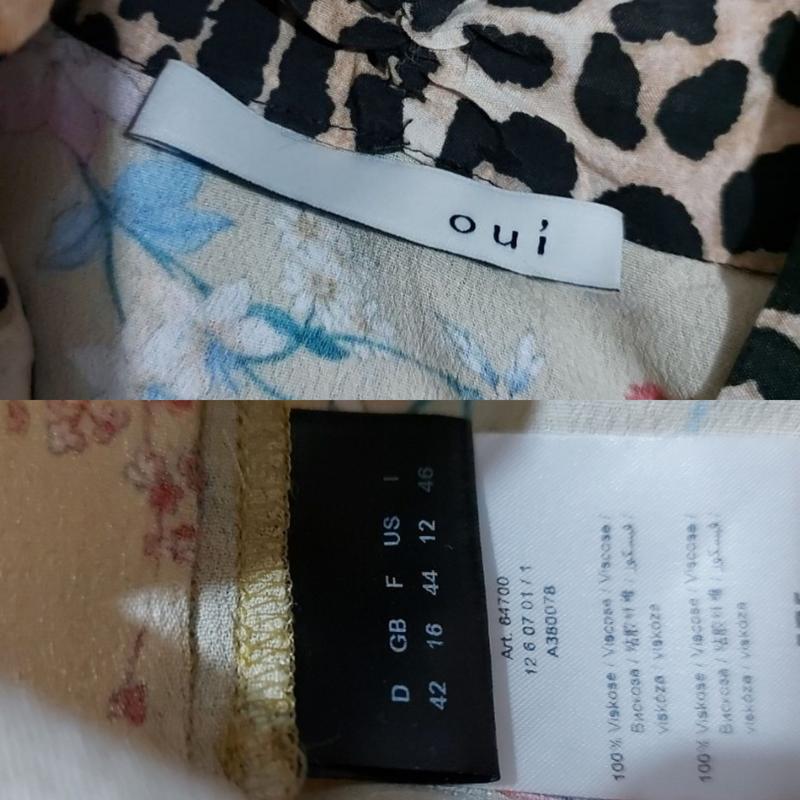 oui
D GB F US I
42 16 44 12 46
Art. 64700
12 6 07 01 / 1
A380078
100% Viskose / Viscose / Viscose /
Вискоза / 粘胶纤维 / فيسكوز /
viskóza / viskoza
100% Viskose / Viscose / Viscose /
Вискоза / 粘胶纤维 / فيسكوز /
viskóza / viskoza